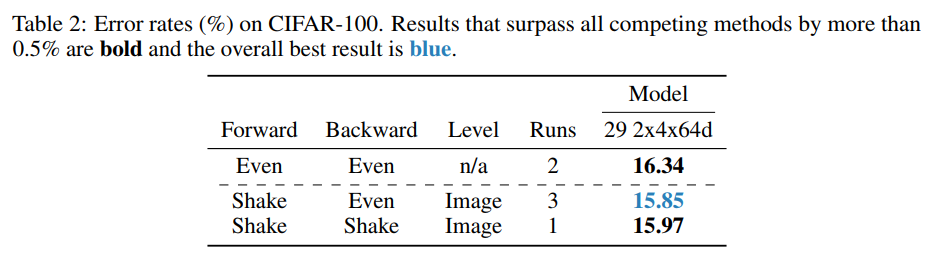 Table 2: Error rates (%) on CIFAR-100. Results that surpass all competing methods by more than
0.5% are bold and the overall best result is blue.
Model
Forward Backward Level Runs 29 2x4x64d
Even Even n/a 2 16.34
Shake Even Image 3 15.85
Shake Shake Image 1 15.97